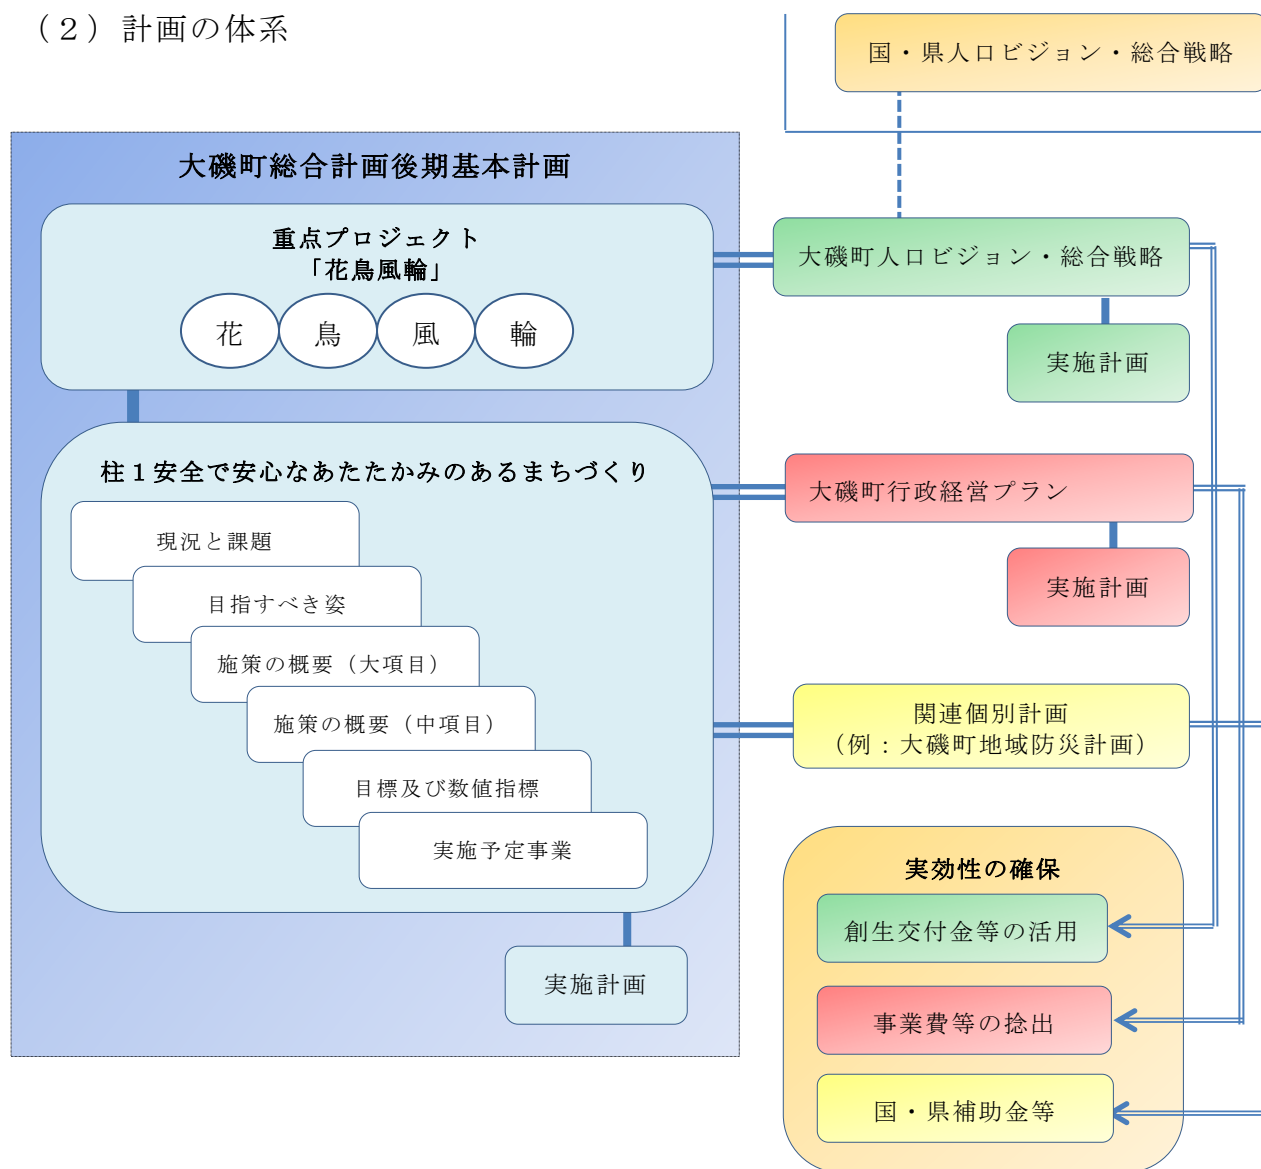 （２）計画の体系
国・県人口ビジョン・総合戦略
大磯町総合計画後期基本計画
重点プロジェクト
「花鳥風輪」
花
鳥
風
輪
大磯町人口ビジョン・総合戦略
実施計画
柱１安全で安心なあたたかみのあるまちづくり
現況と課題
目指すべき姿
施策の概要（大項目）
施策の概要（中項目）
目標及び数値指標
実施予定事業
実施計画
大磯町行政経営プラン
実施計画
関連個別計画
（例：大磯町地域防災計画）
実効性の確保
創生交付金等の活用
事業費等の捻出
国・県補助金等